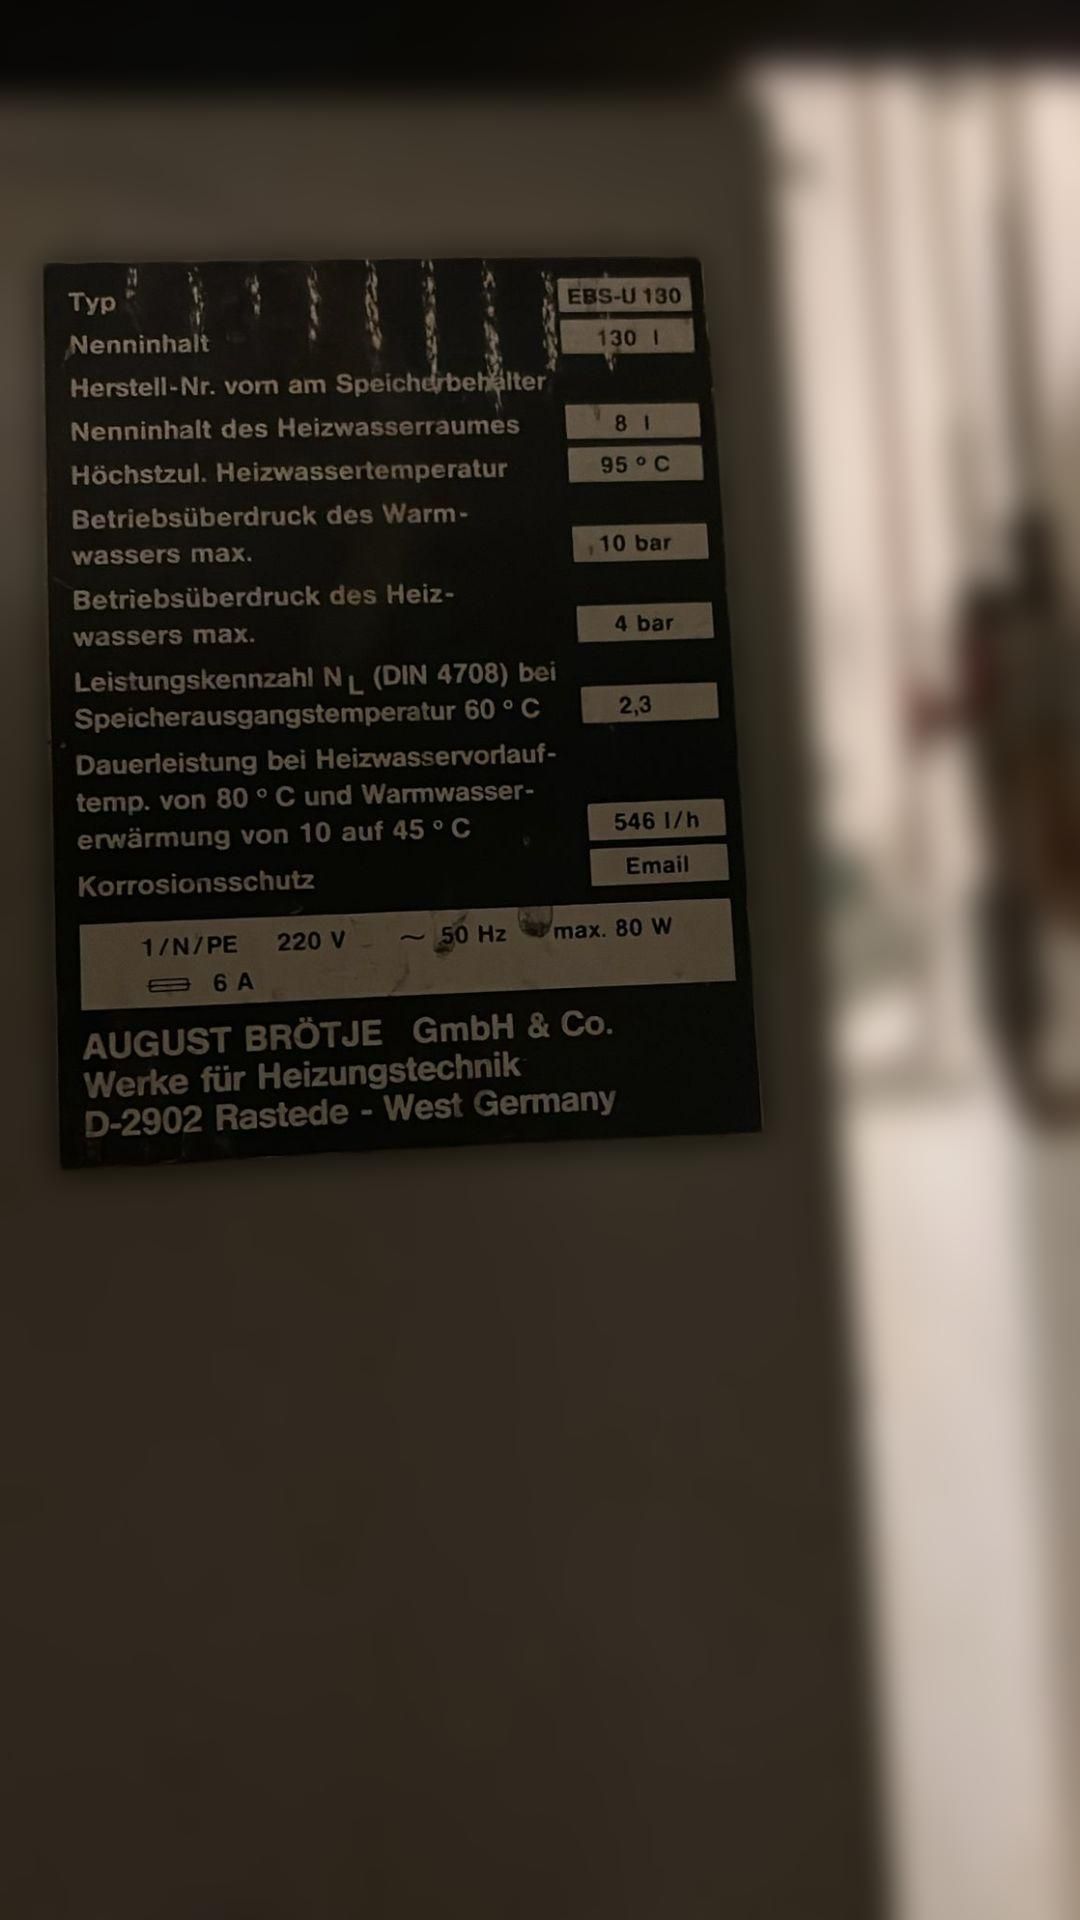 Typ EBS-U 130
Nenninhalt 130 l
Herstell-Nr. vorn am Speicherbehälter
Nenninhalt des Heizwasserraumes 8 l
Höchstzul. Heizwassertemperatur 95 °C
Betriebsüberdruck des Warm-
wassers max. 10 bar
Betriebsüberdruck des Heiz-
wassers max. 4 bar
Leistungskennzahl N L (DIN 4708) bei
Speicherausgangstemperatur 60 °C 2,3
Dauerleistung bei Heizwasservorlauf-
temp. von 80 °C und Warmwasser-
erwärmung von 10 auf 45 °C 546 l/h
Korrosionsschutz Email
1/N/PE 220 V ~ 50 Hz max. 80 W
6 A
AUGUST BRÖTJE GmbH & Co.
Werke für Heizungstechnik
D-2902 Rastede - West Germany